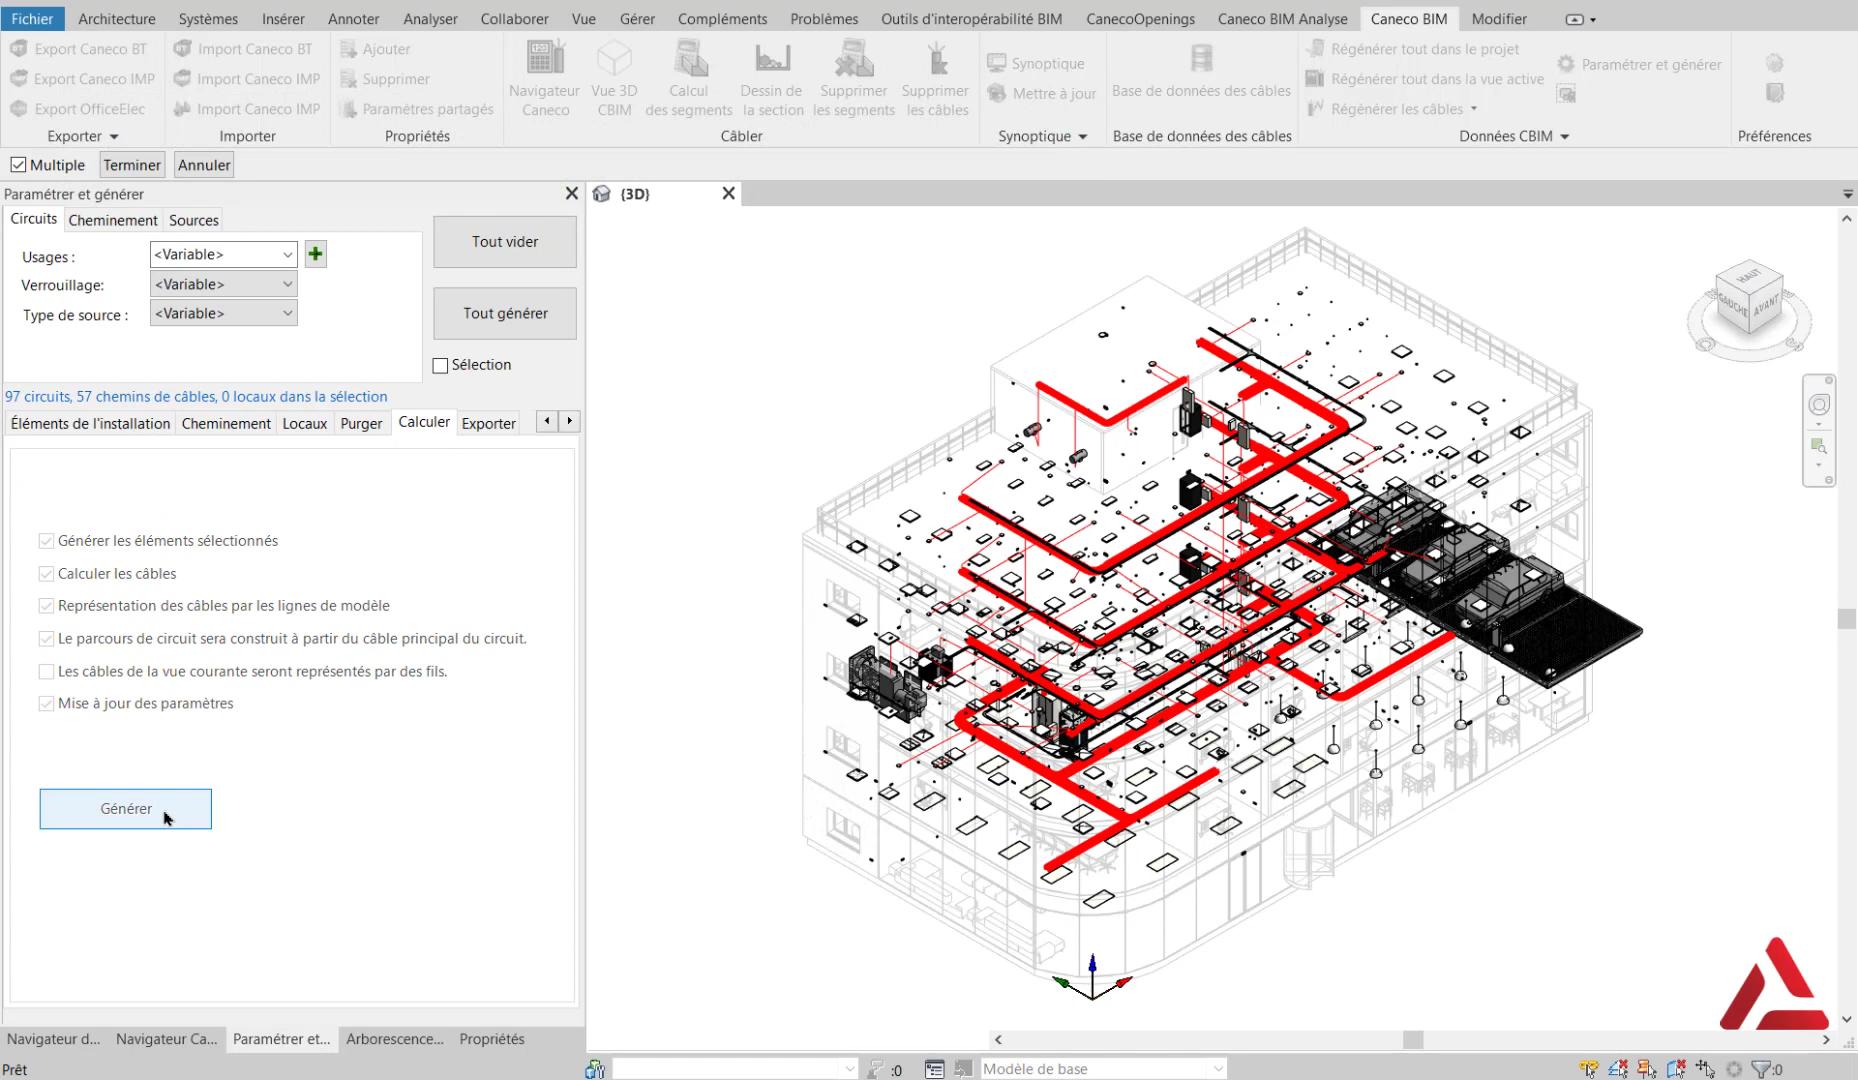 Fichier Architecture Systèmes Insérer Annoter Analyser Collaborer Vue Gérer Compléments Problèmes Outils d'interopérabilité BIM CanecoOpenings Caneco BIM Analyse Caneco BIM Modifier
Export Caneco BT
Export Caneco IMP
Export OfficeElec
Exporter
Import Caneco BT
Import Caneco IMP
Import Caneco IMP
Importer
Ajouter
Supprimer
Paramètres partagés
Propriétés
Navigateur
Caneco
Vue 3D
CBIM
Calcul
des segments
Dessin de
la section
Supprimer
les segments
Supprimer
les câbles
Câbler
Synoptique
Mettre à jour
Synoptique
Base de données des câbles
Base de données des câbles
Régénérer tout dans le projet
Régénérer tout dans la vue active
Régénérer les câbles
Paramétrer et générer
Données CBIM
Préférences
Multiple Terminer Annuler
Paramétrer et générer
{3D}
Circuits Cheminement Sources
Usages : <Variable>
Verrouillage: <Variable>
Type de source : <Variable>
Tout vider
Tout générer
Sélection
97 circuits, 57 chemins de câbles, 0 locaux dans la sélection
Éléments de l'installation Cheminement Locaux Purger Calculer Exporter
Générer les éléments sélectionnés
Calculer les câbles
Représentation des câbles par les lignes de modèle
Le parcours de circuit sera construit à partir du câble principal du circuit.
Les câbles de la vue courante seront représentés par des fils.
Mise à jour des paramètres
Générer
HAUT
GAUCHE
AVANT
Navigateur d... Navigateur Ca... Paramétrer et... Arborescence... Propriétés
Prêt
:0
Modèle de base
:0